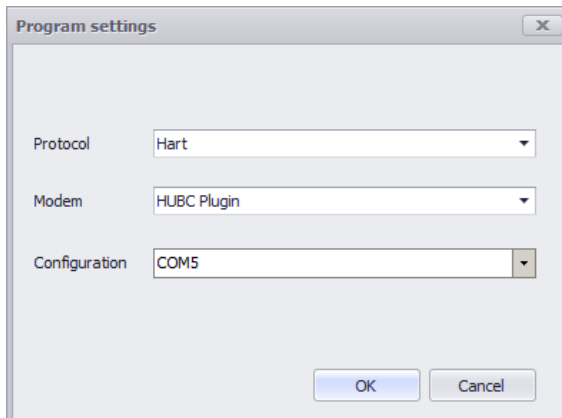 Program settings
Protocol Hart
Modem HUBC Plugin
Configuration COM5
OK Cancel